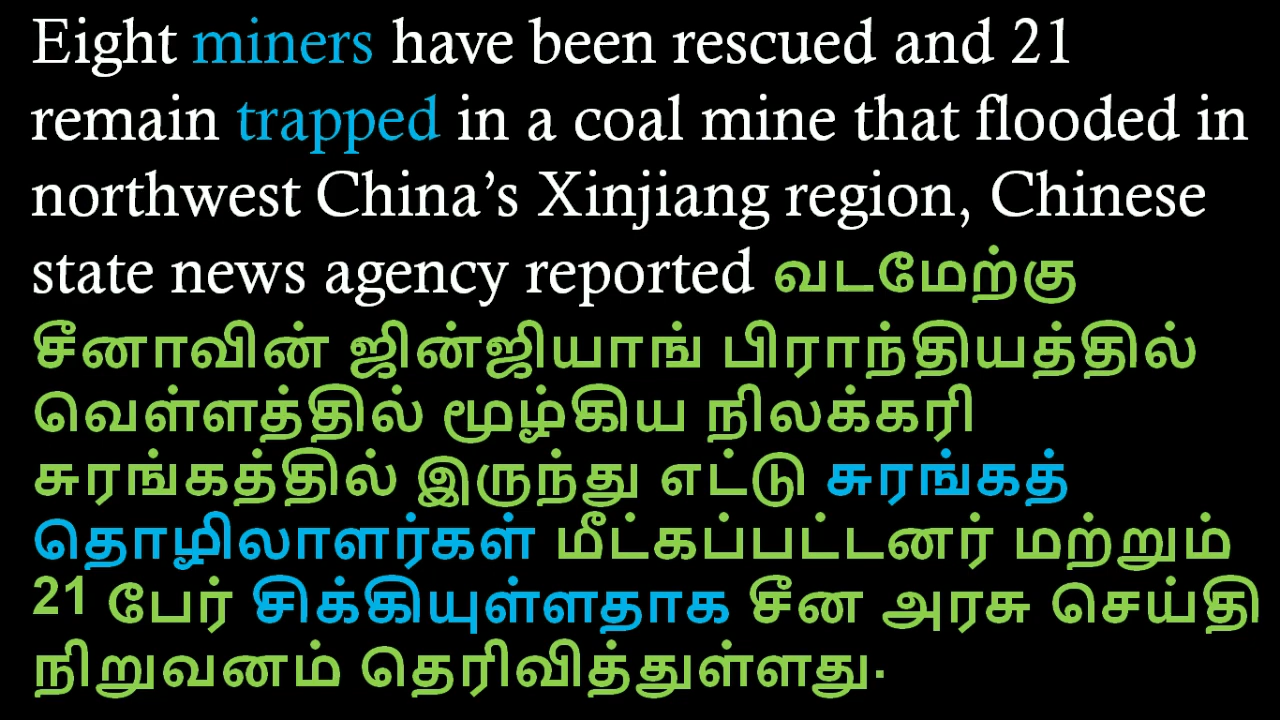 Eight miners have been rescued and 21
remain trapped in a coal mine that flooded in
northwest China’s Xinjiang region, Chinese
state news agency reported வடமேற்கு
சீனாவின் ஜின்ஜியாங் பிராந்தியத்தில்
வெள்ளத்தில் மூழ்கிய நிலக்கரி
சுரங்கத்தில் இருந்து எட்டு சுரங்கத்
தொழிலாளர்கள் மீட்கப்பட்டனர் மற்றும்
21 பேர் சிக்கியுள்ளதாக சீன அரசு செய்தி
நிறுவனம் தெரிவித்துள்ளது.